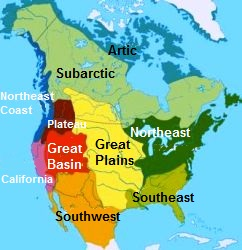 Artic
Subarctic
Northeast
Coast
Plateau
Northeast
Great
Basin
Great
Plains
California
Southeast
Southwest